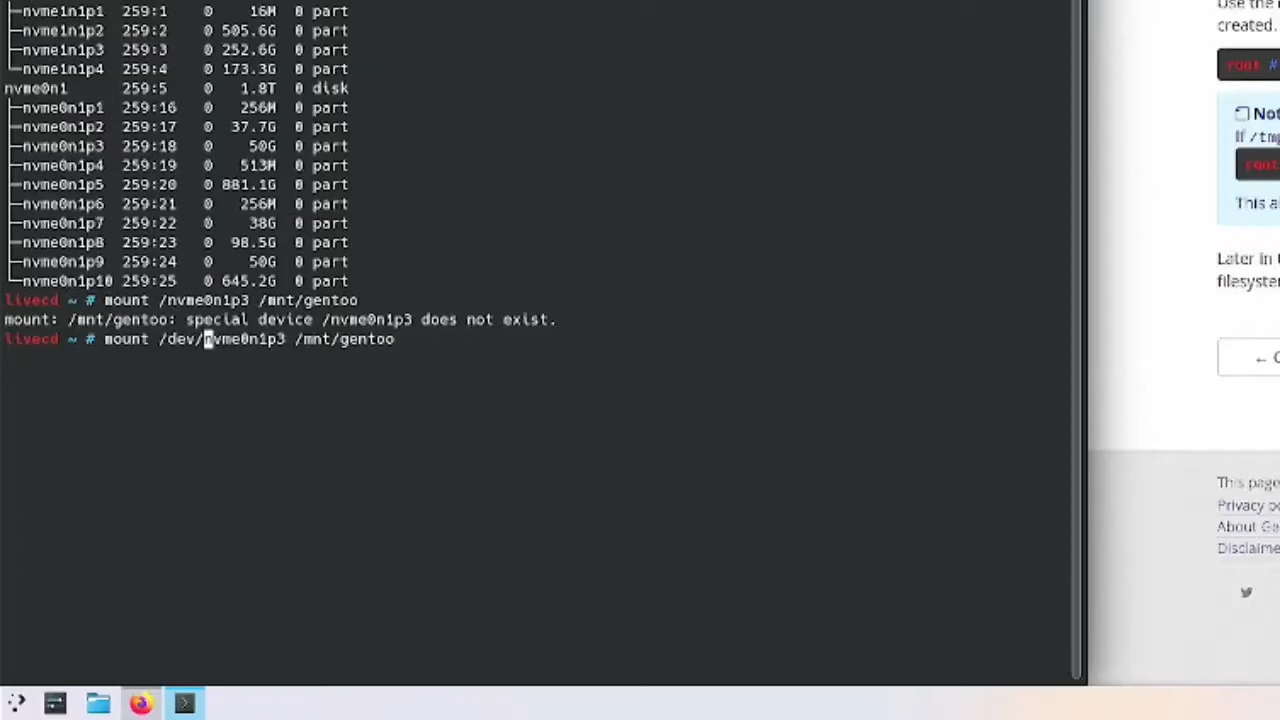 ├─nvme1n1p1 259:1 0 16M 0 part
├─nvme1n1p2 259:2 0 505.6G 0 part
├─nvme1n1p3 259:3 0 252.6G 0 part
└─nvme1n1p4 259:4 0 173.3G 0 part
nvme0n1 259:5 0 1.8T 0 disk
├─nvme0n1p1 259:16 0 256M 0 part
├─nvme0n1p2 259:17 0 37.7G 0 part
├─nvme0n1p3 259:18 0 50G 0 part
├─nvme0n1p4 259:19 0 513M 0 part
├─nvme0n1p5 259:20 0 881.1G 0 part
├─nvme0n1p6 259:21 0 256M 0 part
├─nvme0n1p7 259:22 0 38G 0 part
├─nvme0n1p8 259:23 0 98.5G 0 part
├─nvme0n1p9 259:24 0 50G 0 part
└─nvme0n1p10 259:25 0 645.2G 0 part
livecd ~ # mount /nvme0n1p3 /mnt/gentoo
mount: /mnt/gentoo: special device /nvme0n1p3 does not exist.
livecd ~ # mount /dev/nvme0n1p3 /mnt/gentoo
Use the
created.
root #
Not
If /tmp
root
This a
Later in
filesyste
←
This page
Privacy po
About Ge
Disclaime